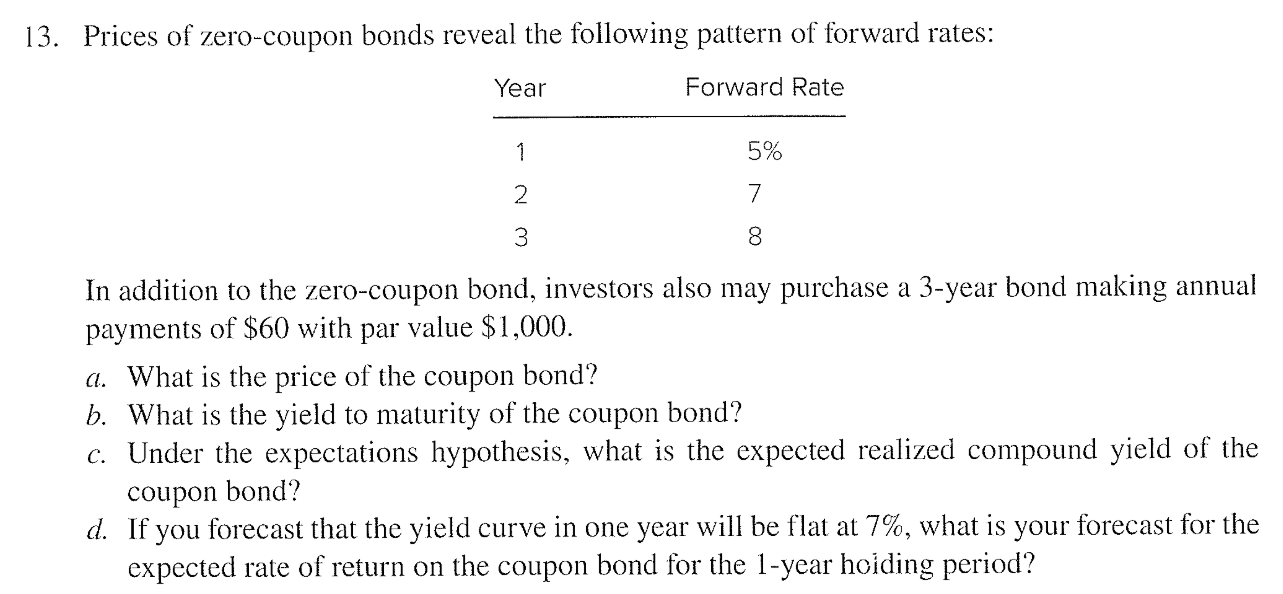 13. Prices of zero-coupon bonds reveal the following pattern of forward rates:
Year Forward Rate
1 5%
2 7
3 8
In addition to the zero-coupon bond, investors also may purchase a 3-year bond making annual
payments of $60 with par value $1,000.
a. What is the price of the coupon bond?
b. What is the yield to maturity of the coupon bond?
c. Under the expectations hypothesis, what is the expected realized compound yield of the
coupon bond?
d. If you forecast that the yield curve in one year will be flat at 7%, what is your forecast for the
expected rate of return on the coupon bond for the 1-year holding period?